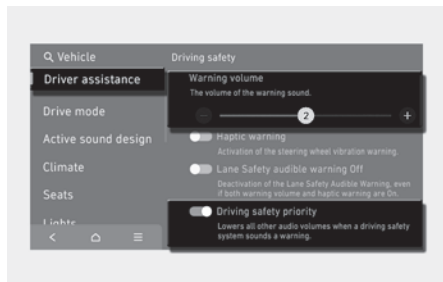 Vehicle
Driving safety
Driver assistance
Drive mode
Active sound design
Climate
Seats
Lights
Warning volume
The volume of the warning sound.
2
Haptic warning
Activation of the steering wheel vibration warning.
Lane Safety audible warning Off
Deactivation of the Lane Safety Audible Warning, even
if both warning volume and haptic warning are On.
Driving safety priority
Lowers all other audio volumes when a driving safety
system sounds a warning.